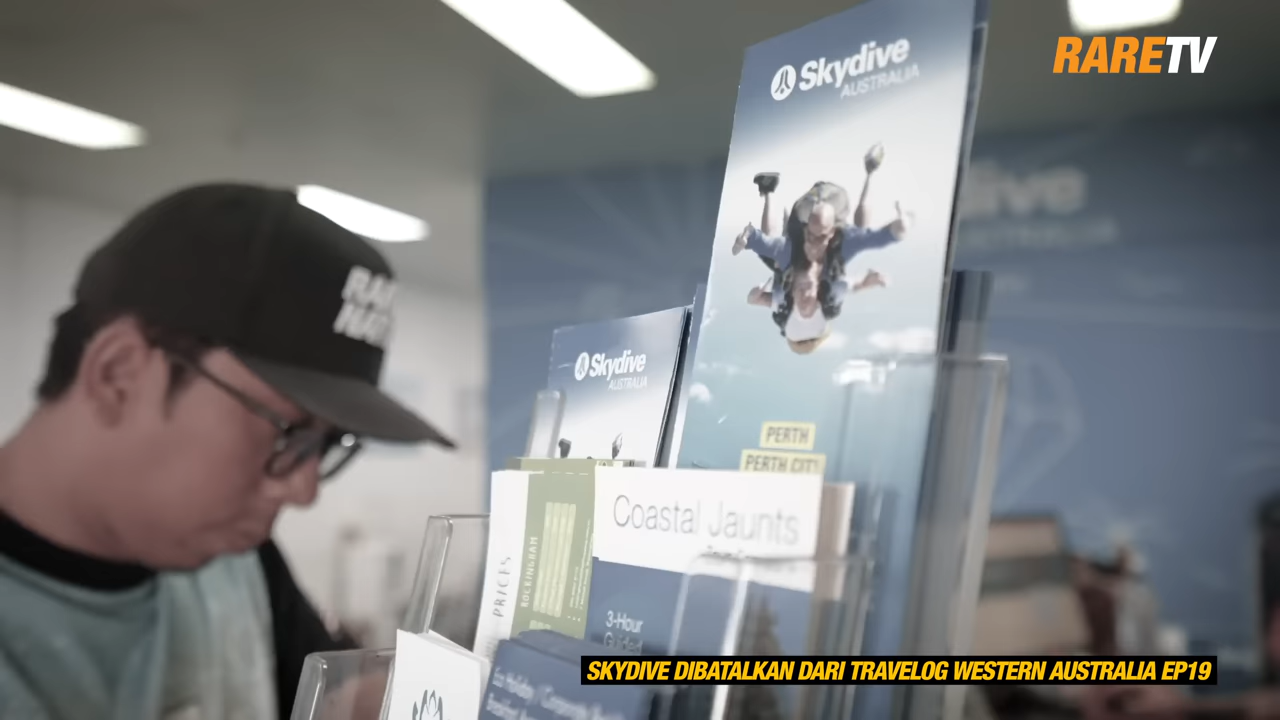 RARETV
Skydive
AUSTRALIA
Skydive
AUSTRALIA
PERTH
PERTH CITY
Coastal Jaunts
PRICES
ROCKINGHAM
3-Hour
Guided
SKYDIVE DIBATALKAN DARI TRAVELOG WESTERN AUSTRALIA EP19